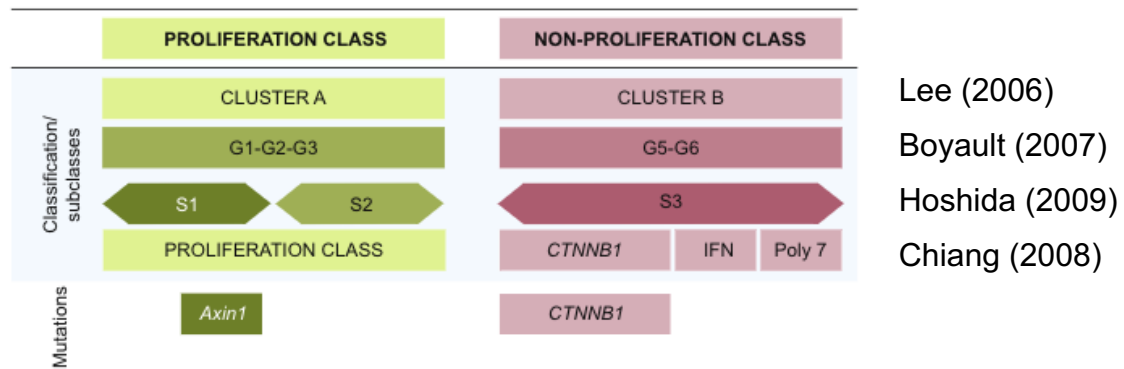 PROLIFERATION CLASS NON-PROLIFERATION CLASS
Classification/
subclasses
CLUSTER A CLUSTER B Lee (2006)
G1-G2-G3 G5-G6 Boyault (2007)
S1 S2 S3 Hoshida (2009)
PROLIFERATION CLASS CTNNB1 IFN Poly 7 Chiang (2008)
Mutations
Axin1 CTNNB1